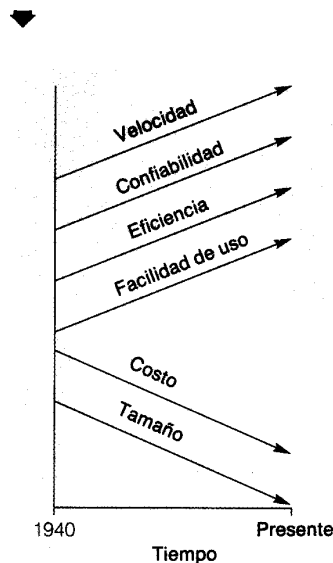 Velocidad
Confiabilidad
Eficiencia
Facilidad de uso
Costo
Tamaño
1940
Presente
Tiempo